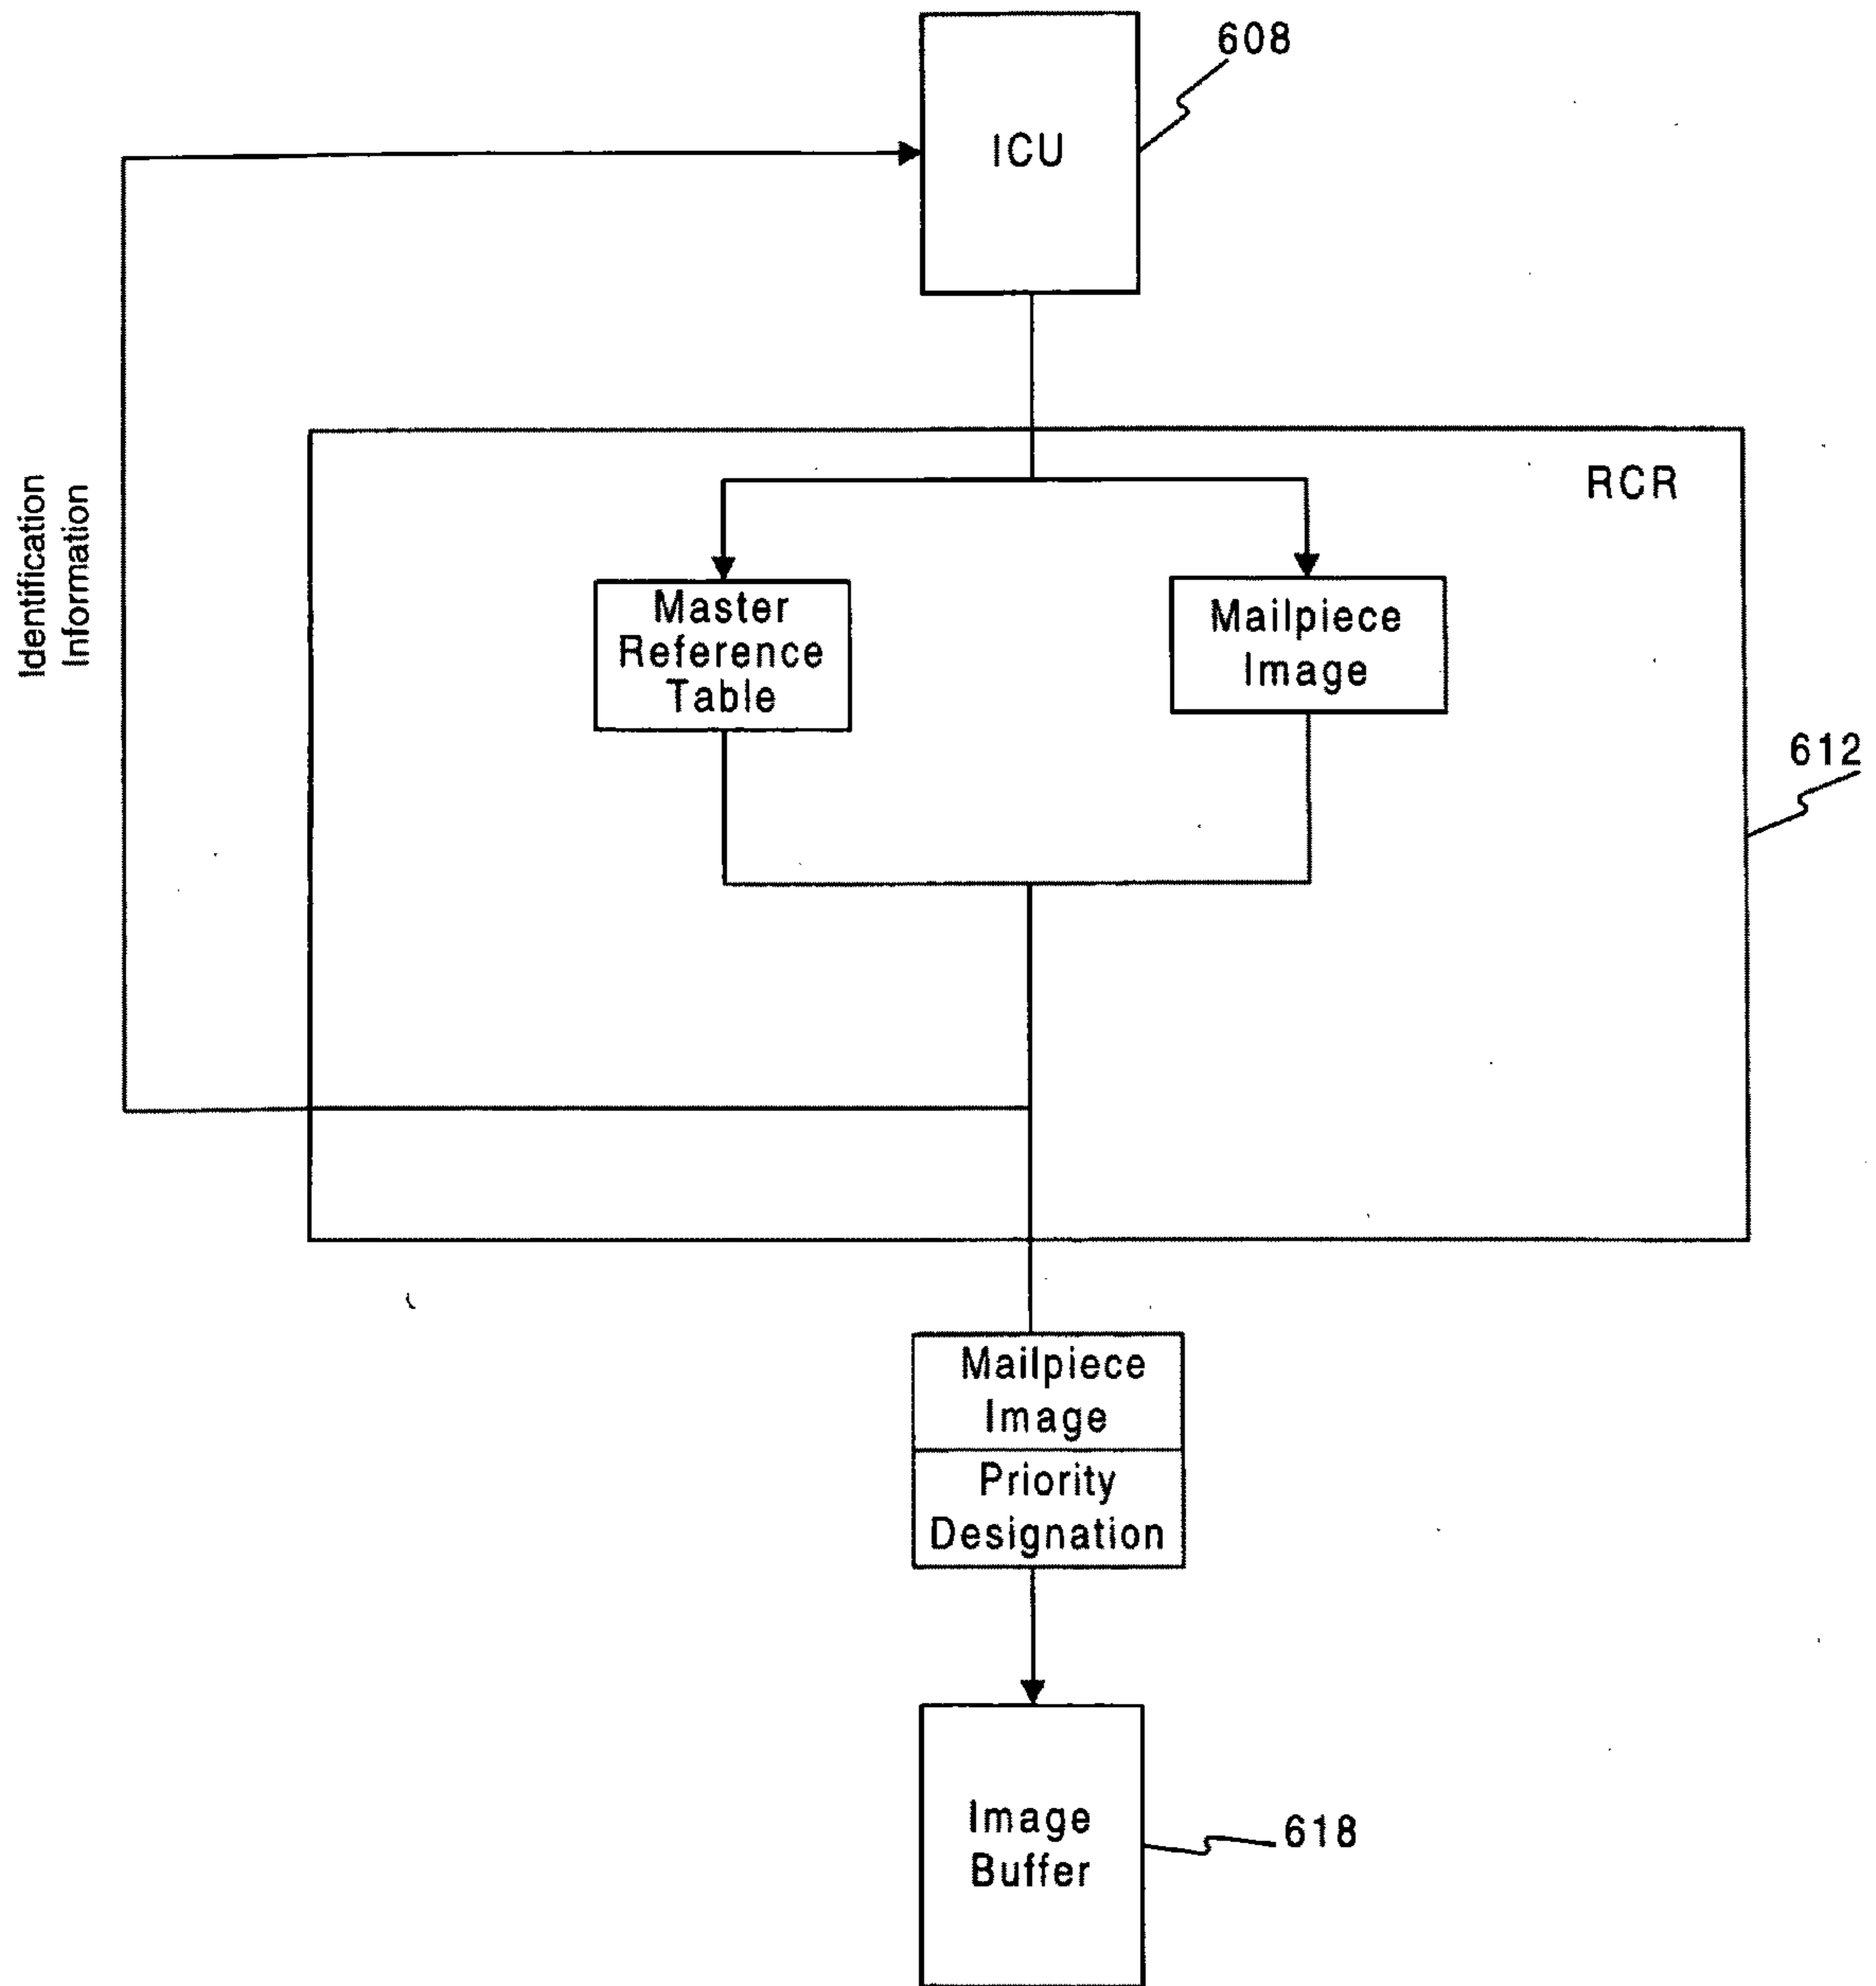 608
ICU
RCR
Identification
Information
Master
Reference
Table
Mailpiece
Image
612
Mailpiece
Image
Priority
Designation
Image
Buffer
618